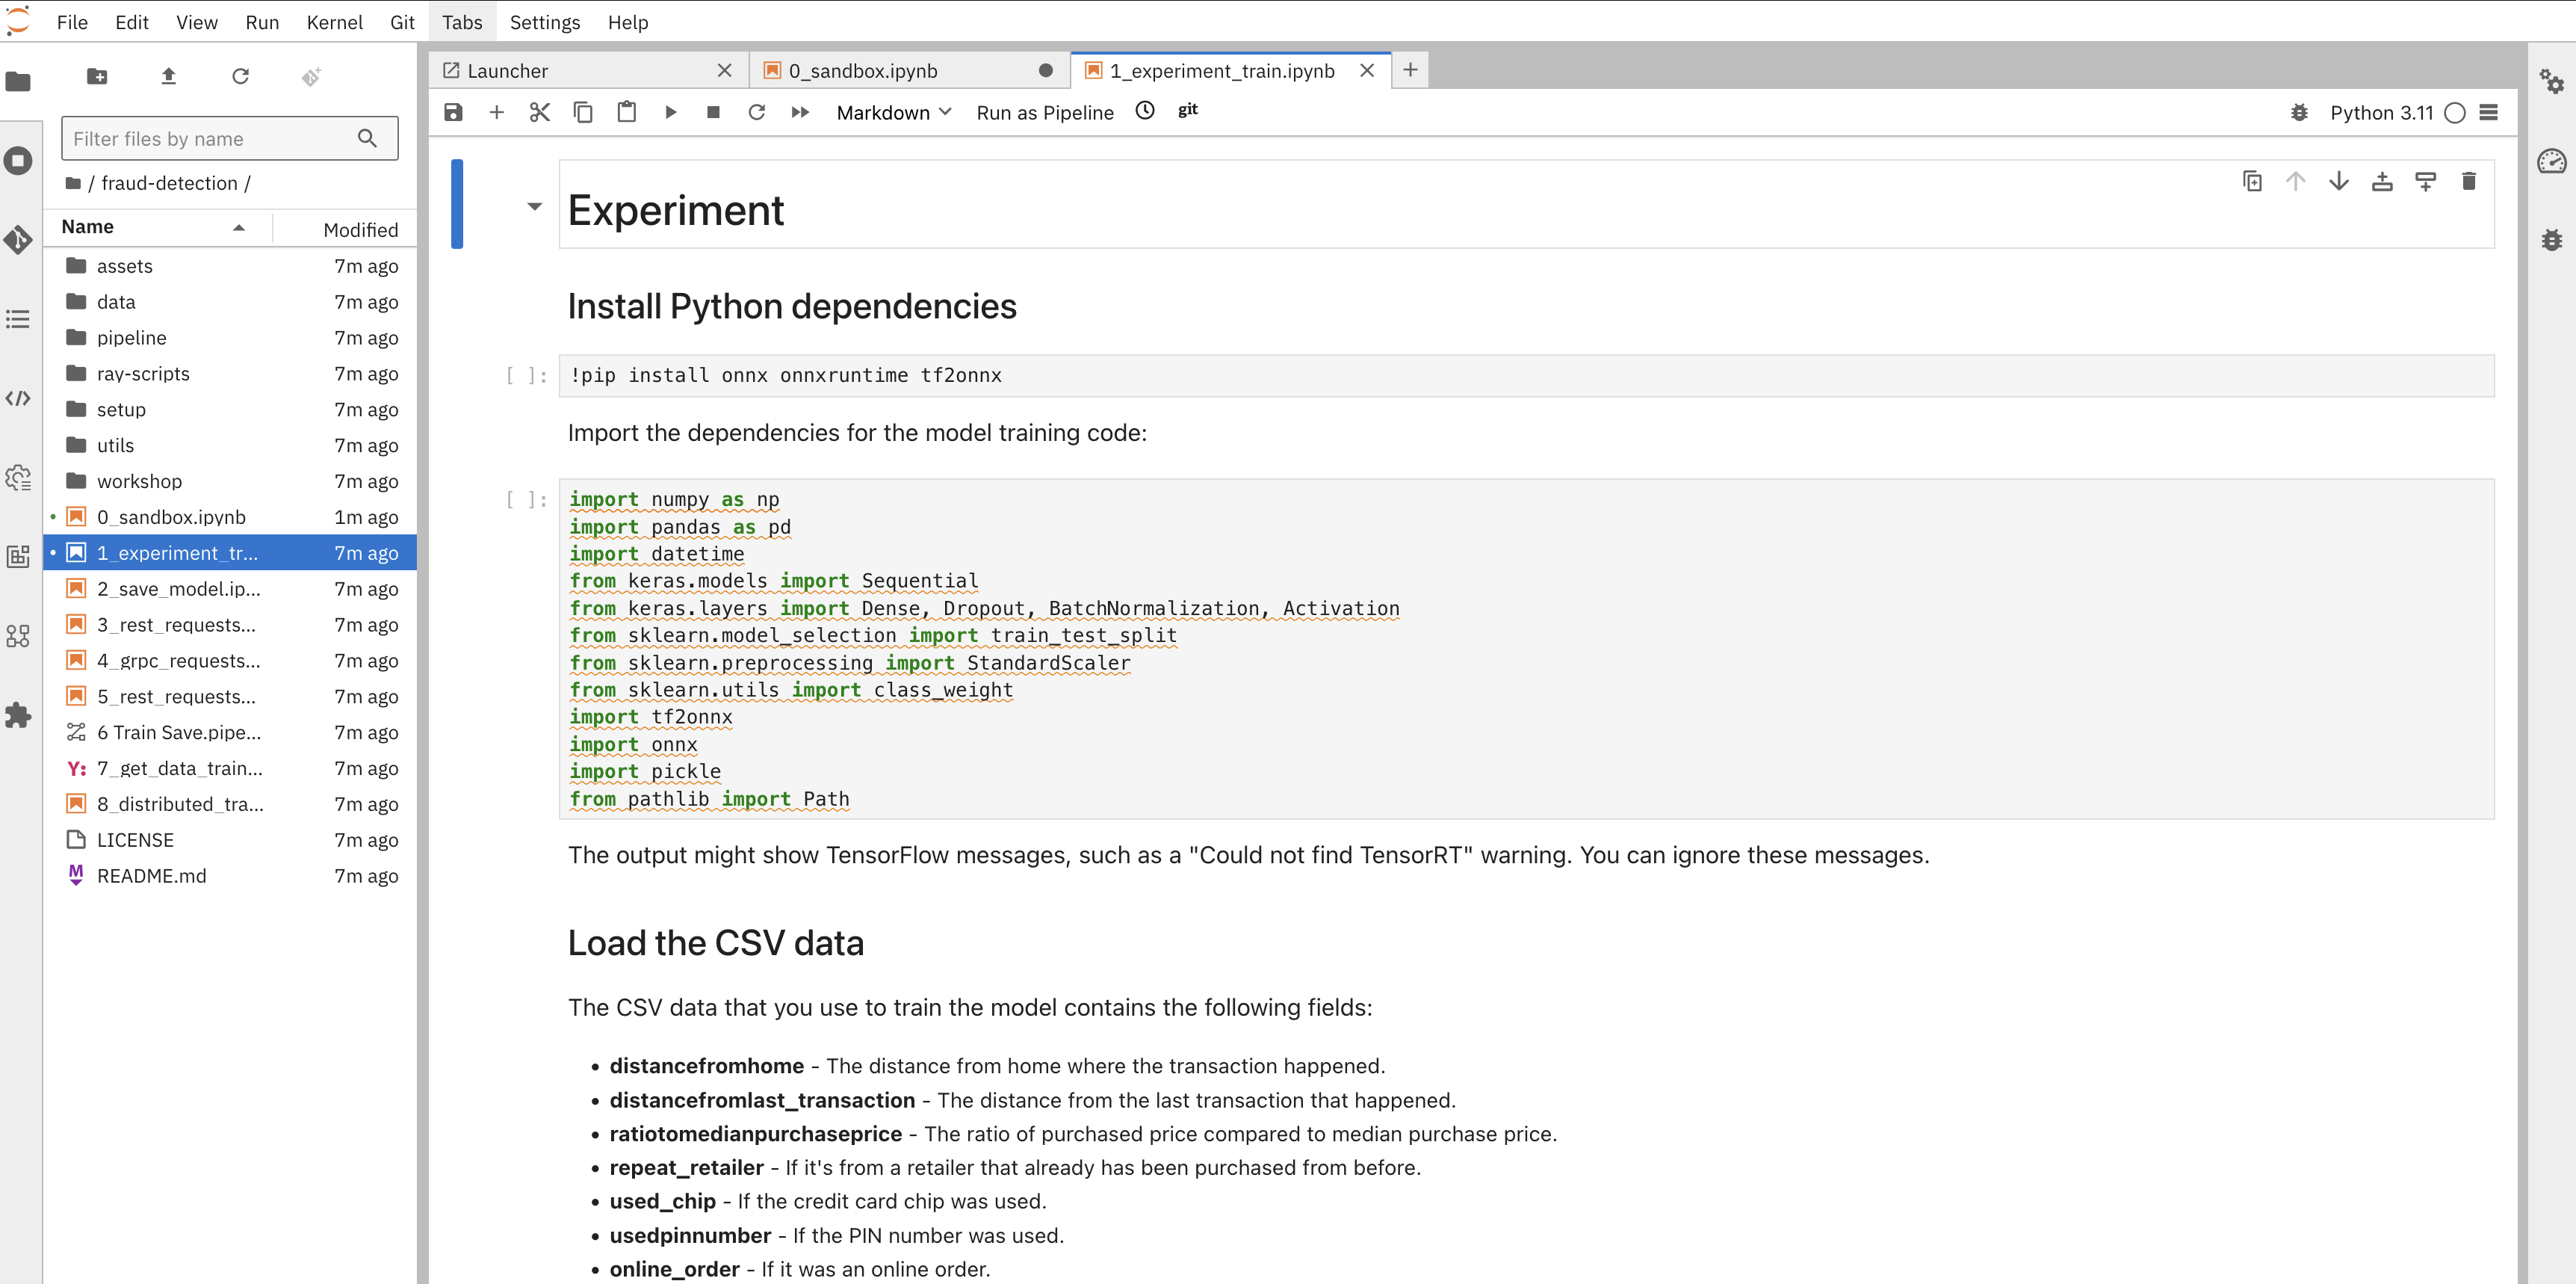 File Edit View Run Kernel Git Tabs Settings Help
Filter files by name
/ fraud-detection /
Name Modified
assets 7m ago
data 7m ago
pipeline 7m ago
ray-scripts 7m ago
setup 7m ago
utils 7m ago
workshop 7m ago
0_sandbox.ipynb 1m ago
1_experiment_tr... 7m ago
2_save_model.ip... 7m ago
3_rest_requests... 7m ago
4_grpc_requests... 7m ago
5_rest_requests... 7m ago
6 Train Save.pipe... 7m ago
Y: 7_get_data_train... 7m ago
8_distributed_tra... 7m ago
LICENSE 7m ago
M README.md 7m ago
Launcher 0_sandbox.ipynb 1_experiment_train.ipynb
Markdown Run as Pipeline git Python 3.11
Experiment
Install Python dependencies
[ ]: !pip install onnx onnxruntime tf2onnx
Import the dependencies for the model training code:
[ ]: import numpy as np
import pandas as pd
import datetime
from keras.models import Sequential
from keras.layers import Dense, Dropout, BatchNormalization, Activation
from sklearn.model_selection import train_test_split
from sklearn.preprocessing import StandardScaler
from sklearn.utils import class_weight
import tf2onnx
import onnx
import pickle
from pathlib import Path
The output might show TensorFlow messages, such as a "Could not find TensorRT" warning. You can ignore these messages.
Load the CSV data
The CSV data that you use to train the model contains the following fields:
• distancefromhome - The distance from home where the transaction happened.
• distancefromlast_transaction - The distance from the last transaction that happened.
• ratiotomedianpurchaseprice - The ratio of purchased price compared to median purchase price.
• repeat_retailer - If it's from a retailer that already has been purchased from before.
• used_chip - If the credit card chip was used.
• usedpinnumber - If the PIN number was used.
• online_order - If it was an online order.